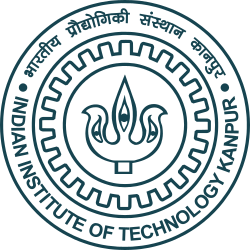 भारतीय प्रौद्योगिकी संस्थान कानपुर
INDIAN INSTITUTE OF TECHNOLOGY KANPUR